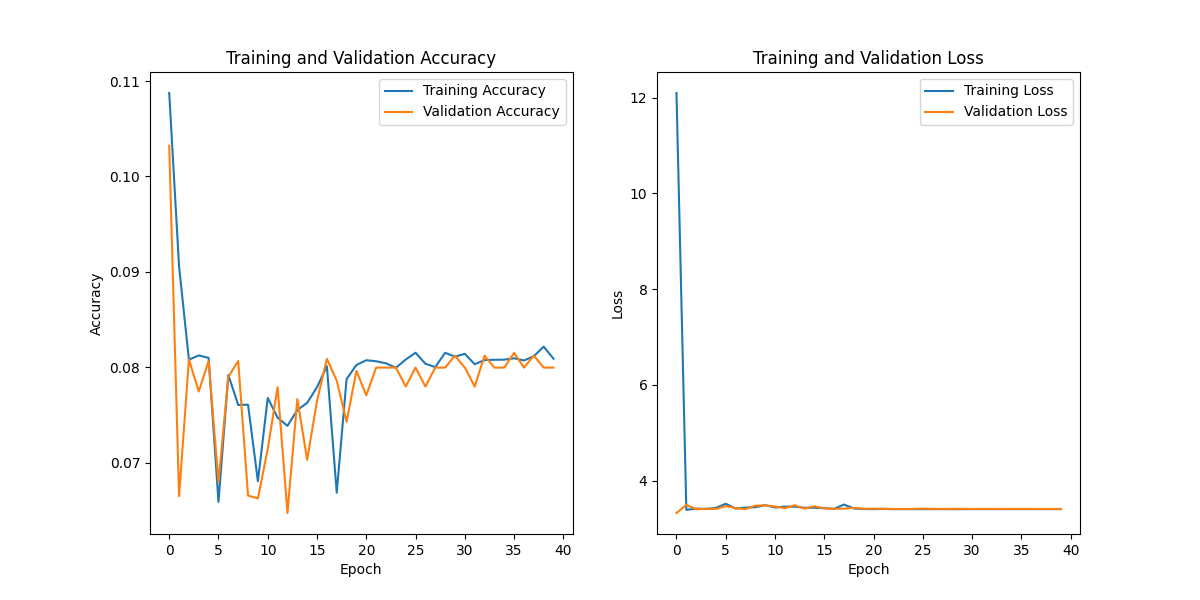 Training and Validation Accuracy
Training Accuracy
Validation Accuracy
0.11
0.10
0.09
0.08
0.07
Accuracy
0 5 10 15 20 25 30 35 40
Epoch
Training and Validation Loss
Training Loss
Validation Loss
12
10
8
6
4
Loss
0 5 10 15 20 25 30 35 40
Epoch